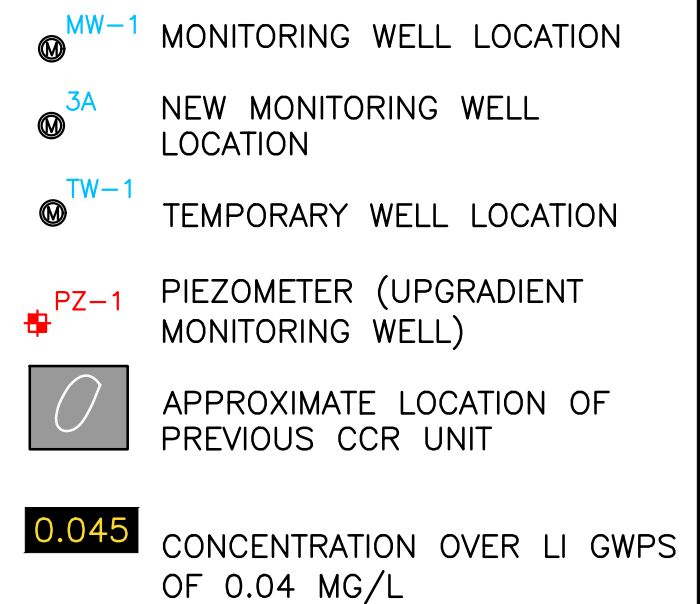 MW-1 MONITORING WELL LOCATION
M
3A NEW MONITORING WELL
M
LOCATION
TW-1
M TEMPORARY WELL LOCATION
PZ-1 PIEZOMETER (UPGRADIENT
MONITORING WELL)
APPROXIMATE LOCATION OF
PREVIOUS CCR UNIT
0.045 CONCENTRATION OVER LI GWPS
OF 0.04 MG/L